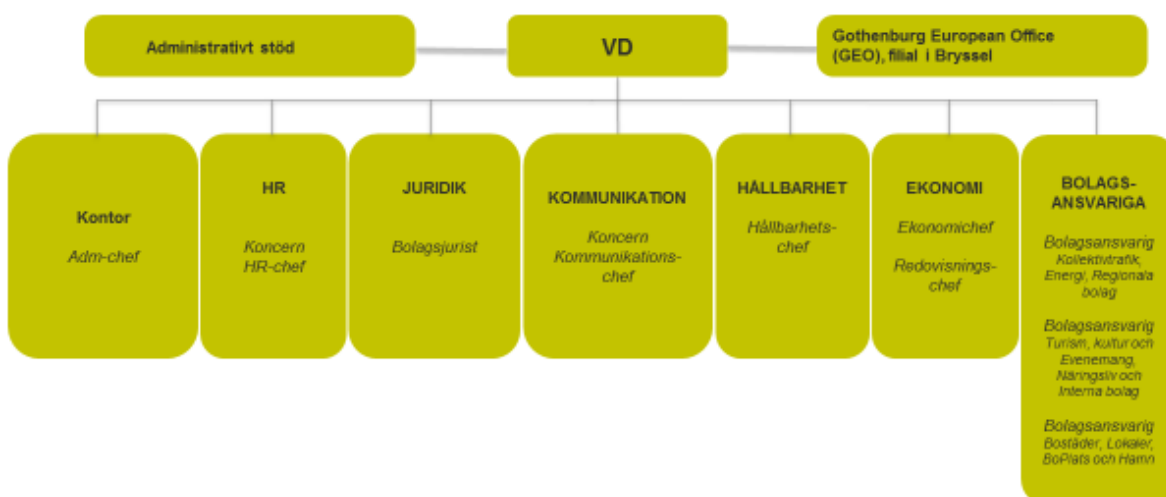 Administrativt stöd
VD
Gothenburg European Office
(GEO), filial i Bryssel
Kontor
Adm-chef
HR
Koncern
HR-chef
JURIDIK
Bolagsjurist
KOMMUNIKATION
Koncern
Kommunikations-
chef
HÅLLBARHET
Hållbarhets-
chef
EKONOMI
Ekonomichef
Redovisnings-
chef
BOLAGS-
ANSVARIGA
Bolagsansvarig
Kollektivtrafik,
Energi, Regionala
bolag
Bolagsansvarig
Turism, kultur och
Evenemang,
Näringsliv och
Interna bolag
Bolagsansvarig
Bostäder, Lokaler,
BoPlats och Hamn